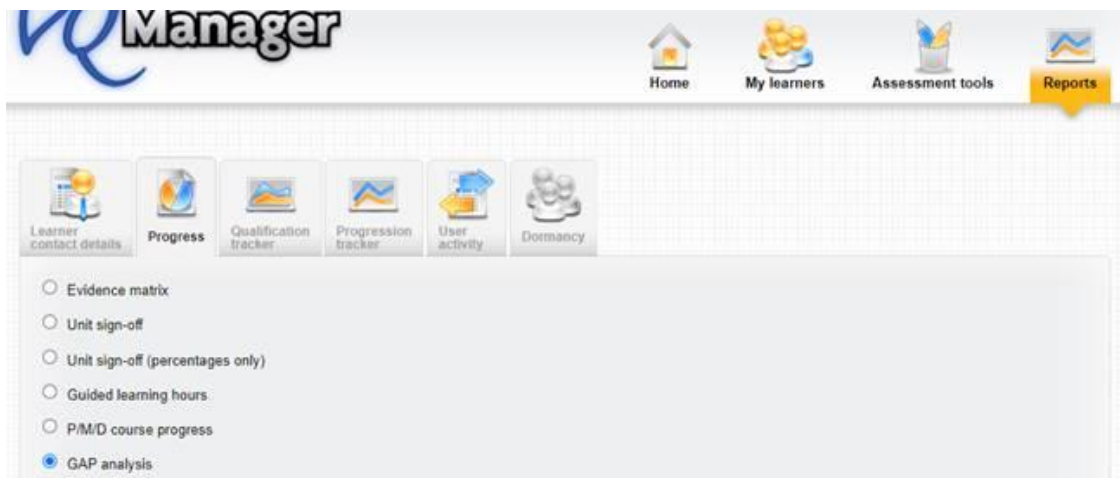 VQManager
Home
My learners
Assessment tools
Reports
Learner
contact details
Progress
Qualification
tracker
Progression
tracker
User
activity
Dormancy
Evidence matrix
Unit sign-off
Unit sign-off (percentages only)
Guided learning hours
P/M/D course progress
GAP analysis